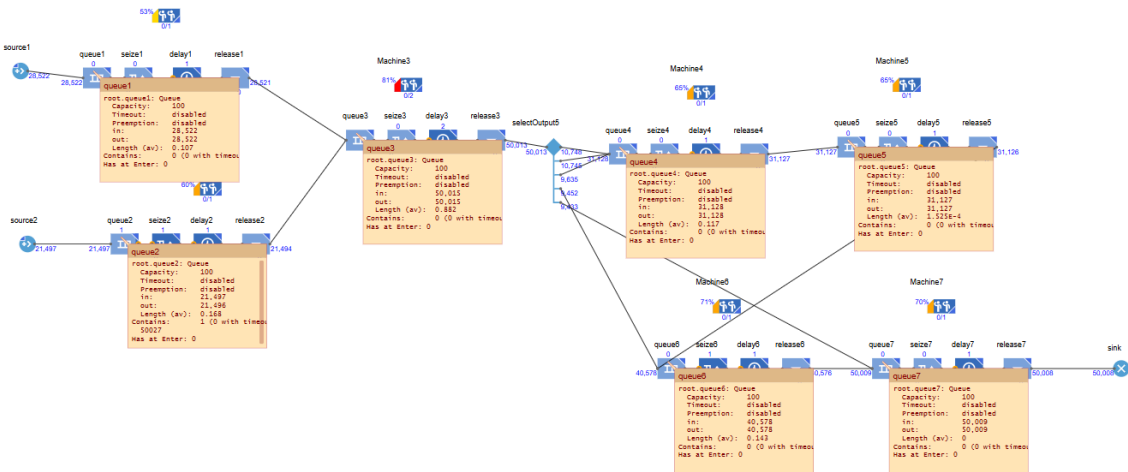 53%
0/1
source1
queue1
seize1
delay1
release1
0
0
1
28,522
28,522
28,521
queue1
root.queue1: Queue
Capacity: 100
Timeout: disabled
Preemption: disabled
in: 28,522
out: 28,522
Length (av): 0.107
Contains: 0 (0 with timeou
Has at Enter: 0
60%
0/1
source2
queue2
seize2
delay2
release2
1
1
1
21,497
21,497
21,494
queue2
root.queue2: Queue
Capacity: 100
Timeout: disabled
Preemption: disabled
in: 21,497
out: 21,496
Length (av): 0.168
Contains: 1 (0 with timeou
50027
Has at Enter: 0
Machine3
81%
0/2
queue3
seize3
delay3
release3
0
0
2
50,013
queue3
root.queue3: Queue
Capacity: 100
Timeout: disabled
Preemption: disabled
in: 50,015
out: 50,015
Length (av): 0.882
Contains: 0 (0 with timeou
Has at Enter: 0
selectOutput5
50,013
10,748
10,745
9,635
9,452
9,433
Machine4
65%
0/1
queue4
seize4
delay4
release4
0
0
1
31,128
31,127
queue4
root.queue4: Queue
Capacity: 100
Timeout: disabled
Preemption: disabled
in: 31,128
out: 31,128
Length (av): 0.117
Contains: 0 (0 with timeou
Has at Enter: 0
Machine5
65%
0/1
queue5
seize5
delay5
release5
0
0
1
31,127
31,126
queue5
root.queue5: Queue
Capacity: 100
Timeout: disabled
Preemption: disabled
in: 31,127
out: 31,127
Length (av): 1.525E-4
Contains: 0 (0 with timeou
Has at Enter: 0
Machine6
71%
0/1
queue6
seize6
delay6
release6
0
1
1
40,578
40,576
queue6
root.queue6: Queue
Capacity: 100
Timeout: disabled
Preemption: disabled
in: 40,578
out: 40,578
Length (av): 0.143
Contains: 0 (0 with timeou
Has at Enter: 0
Machine7
70%
0/1
queue7
seize7
delay7
release7
0
0
1
50,009
50,008
queue7
root.queue7: Queue
Capacity: 100
Timeout: disabled
Preemption: disabled
in: 50,009
out: 50,009
Length (av): 0
Contains: 0 (0 with timeou
Has at Enter: 0
sink
50,008